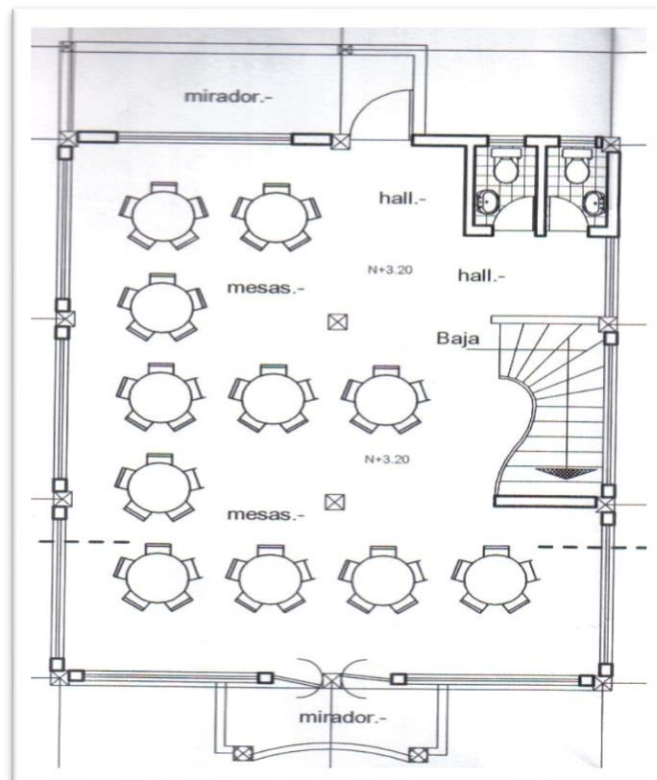 mirador.-
hall.-
N+3.20
hall.-
mesas.-
Baja
N+3.20
mesas.-
mirador.-